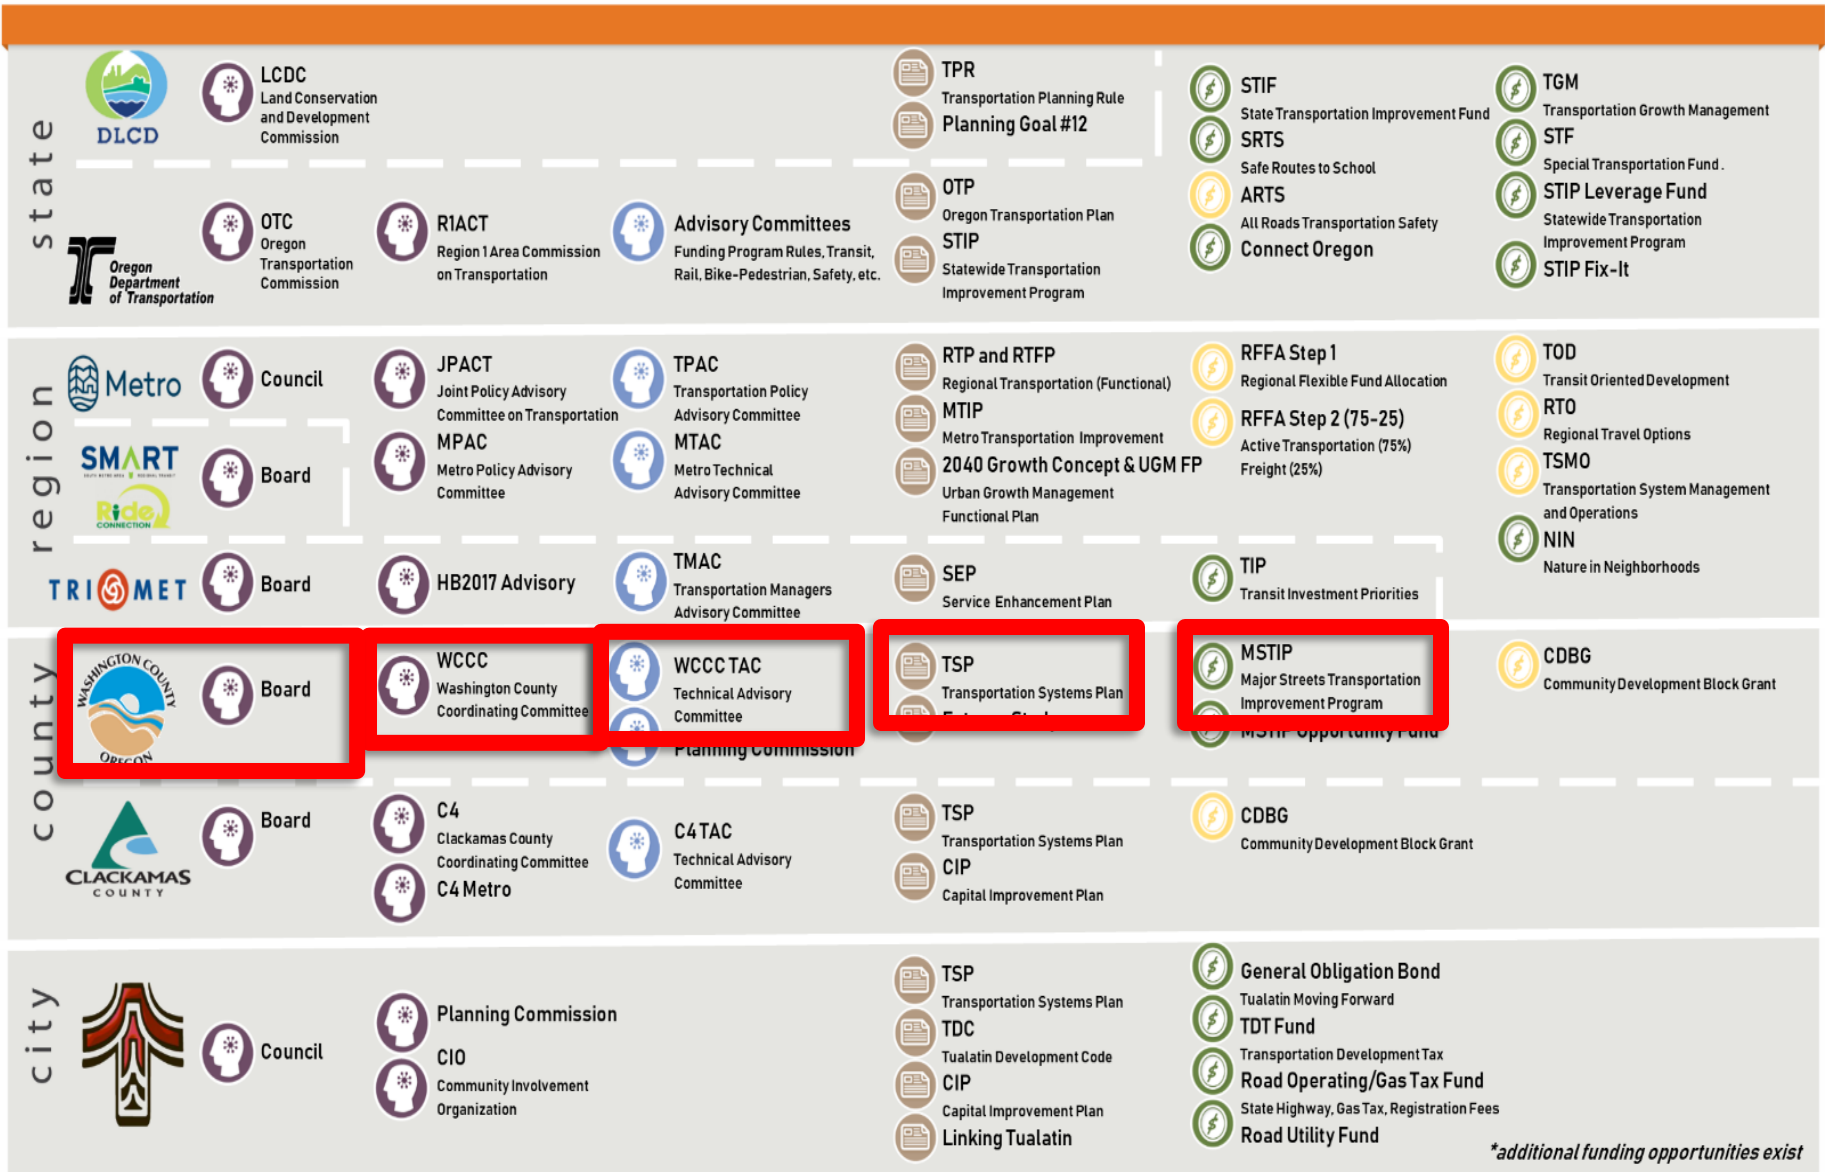 state
DLCD
LCDC
Land Conservation
and Development
Commission
TPR
Transportation Planning Rule
Planning Goal #12
STIF
State Transportation Improvement Fund
SRTS
Safe Routes to School
ARTS
All Roads Transportation Safety
Connect Oregon
TGM
Transportation Growth Management
STF
Special Transportation Fund .
STIP Leverage Fund
Statewide Transportation
Improvement Program
STIP Fix-It
Oregon
Department
of Transportation
OTC
Oregon
Transportation
Commission
R1ACT
Region 1 Area Commission
on Transportation
Advisory Committees
Funding Program Rules, Transit,
Rail, Bike-Pedestrian, Safety, etc.
OTP
Oregon Transportation Plan
STIP
Statewide Transportation
Improvement Program
region
Metro
Council
JPACT
Joint Policy Advisory
Committee on Transportation
MPAC
Metro Policy Advisory
Committee
TPAC
Transportation Policy
Advisory Committee
MTAC
Metro Technical
Advisory Committee
RTP and RTFP
Regional Transportation (Functional)
MTIP
Metro Transportation Improvement
2040 Growth Concept & UGM FP
Urban Growth Management
Functional Plan
RFFA Step 1
Regional Flexible Fund Allocation
RFFA Step 2 (75-25)
Active Transportation (75%)
Freight (25%)
TOD
Transit Oriented Development
RTO
Regional Travel Options
TSMO
Transportation System Management
and Operations
NIN
Nature in Neighborhoods
SMART
Ride
CONNECTION
Board
TRIMET
Board
HB2017 Advisory
TMAC
Transportation Managers
Advisory Committee
SEP
Service Enhancement Plan
TIP
Transit Investment Priorities
county
WASHINGTON COUNTY
OREGON
Board
WCCC
Washington County
Coordinating Committee
WCCC TAC
Technical Advisory
Committee
Planning Commission
TSP
Transportation Systems Plan
MSTIP
Major Streets Transportation
Improvement Program
MSTIP Opportunity Fund
CDBG
Community Development Block Grant
CLACKAMAS
COUNTY
Board
C4
Clackamas County
Coordinating Committee
C4 Metro
C4 TAC
Technical Advisory
Committee
TSP
Transportation Systems Plan
CIP
Capital Improvement Plan
CDBG
Community Development Block Grant
city
Council
Planning Commission
CIO
Community Involvement
Organization
TSP
Transportation Systems Plan
TDC
Tualatin Development Code
CIP
Capital Improvement Plan
Linking Tualatin
General Obligation Bond
Tualatin Moving Forward
TDT Fund
Transportation Development Tax
Road Operating/Gas Tax Fund
State Highway, Gas Tax, Registration Fees
Road Utility Fund
*additional funding opportunities exist